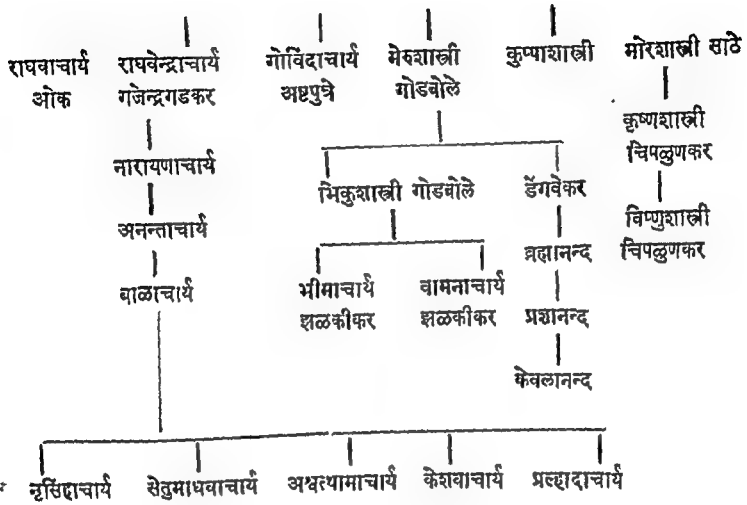 राघवाचार्य राघवेन्द्राचार्य गोविंदाचार्य मेरुशास्त्री कुप्पाशास्त्री मोरशास्त्री साठे
ओक गजेन्द्रगडकर अष्टपुत्रे गोडबोले
कृष्णशास्त्री
चिपळुणकर
नारायणाचार्य
भिकुशास्त्री गोडबोले डेंगवेकर
विष्णुशास्त्री
चिपळुणकर
अनन्ताचार्य
ब्रह्मानन्द
बाळाचार्य भीमाचार्य वामनाचार्य
झळकीकर झळकीकर प्रज्ञानन्द
केवलानन्द
नृसिंहाचार्य सेतुमाधवाचार्य अश्वत्थामाचार्य केशवाचार्य प्रल्हादाचार्य